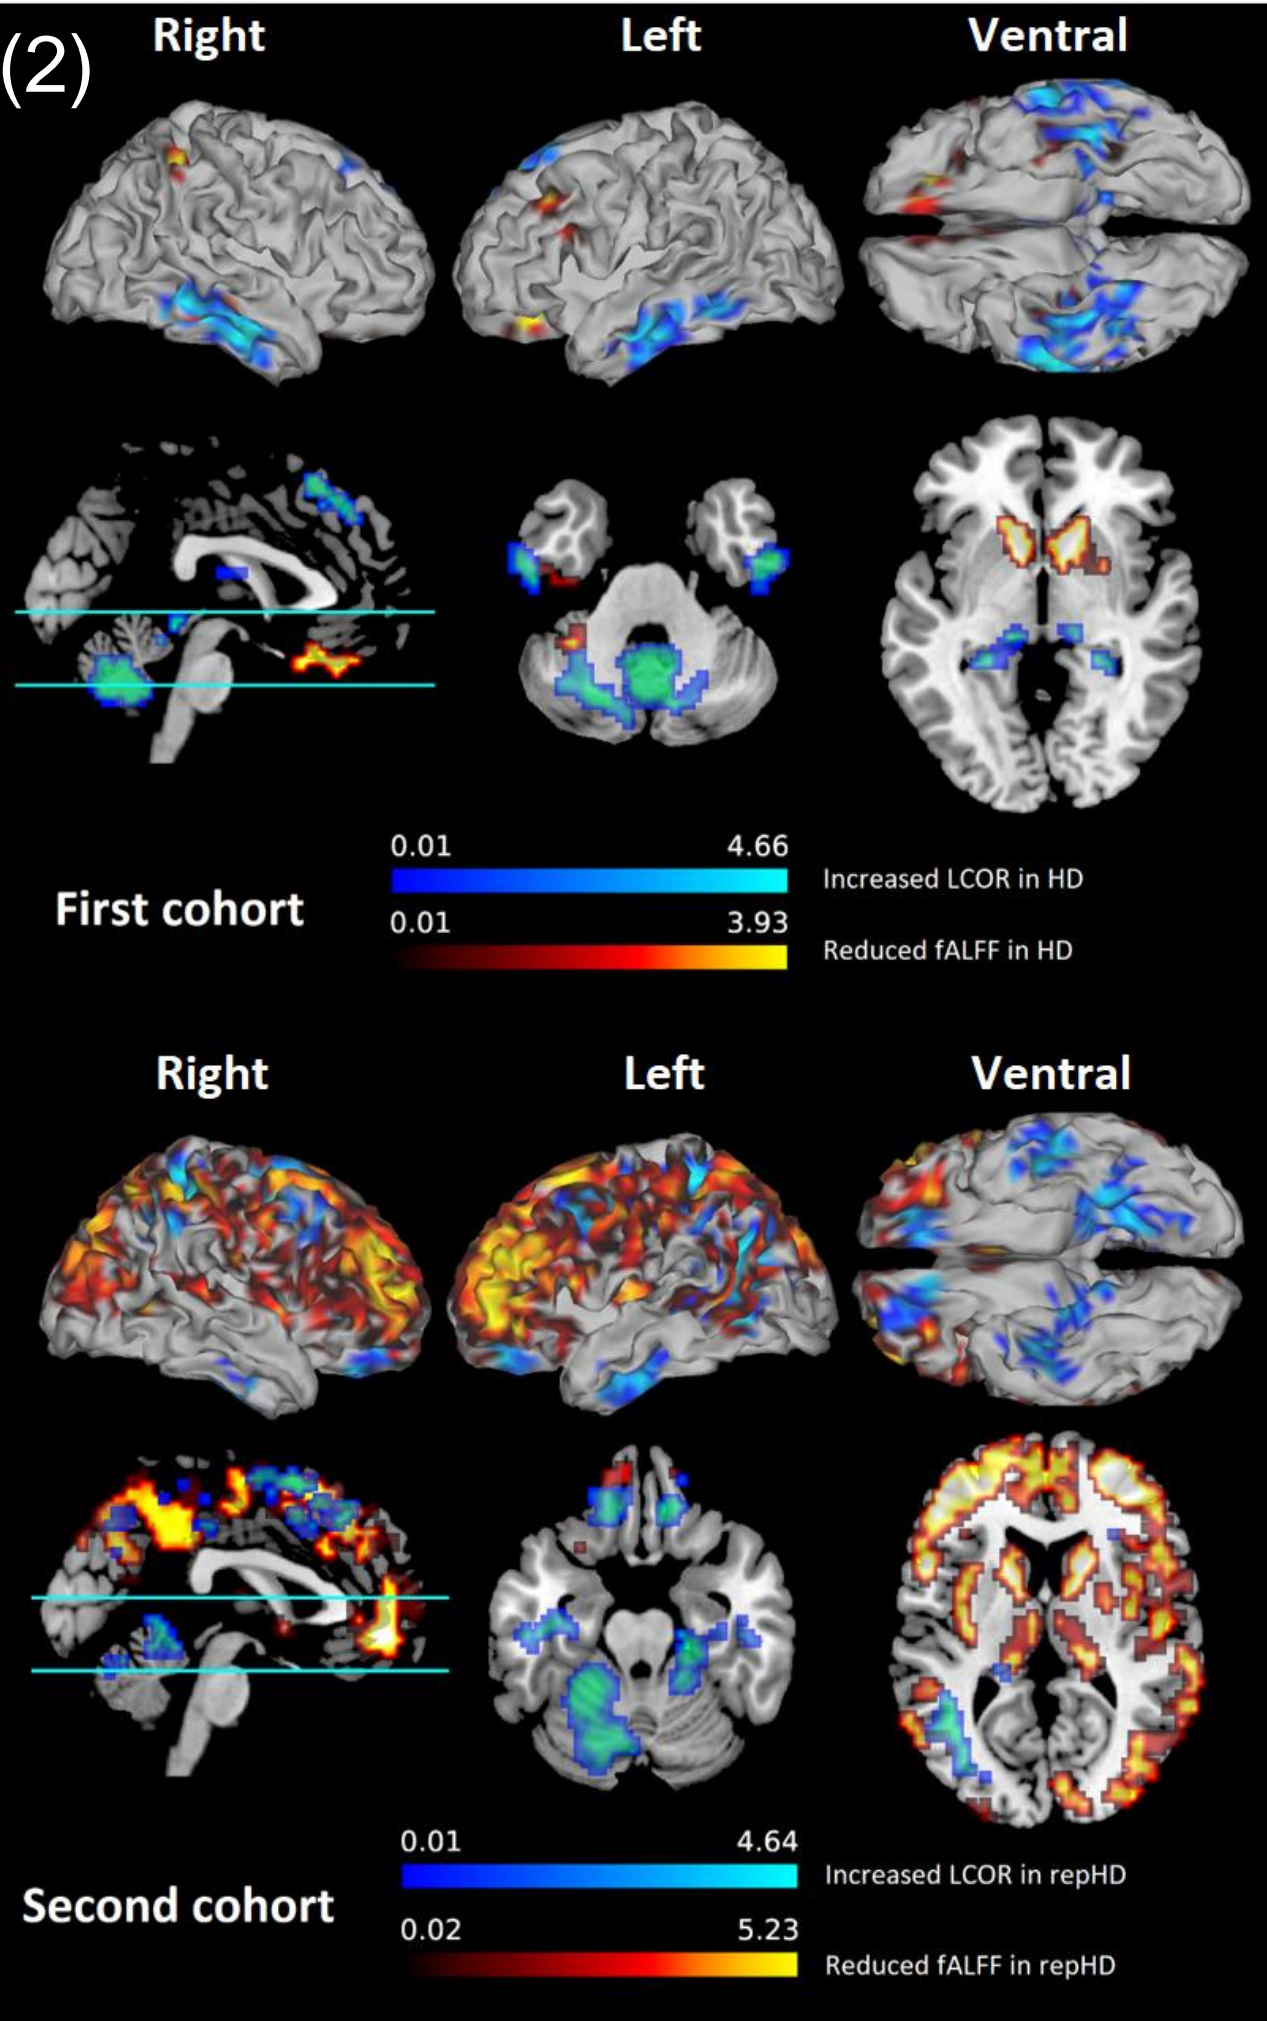 (2)
Right Left Ventral
0.01 4.66
Increased LCOR in HD
First cohort
0.01 3.93
Reduced fALFF in HD
Right Left Ventral
0.01 4.64
Increased LCOR in repHD
Second cohort
0.02 5.23
Reduced fALFF in repHD